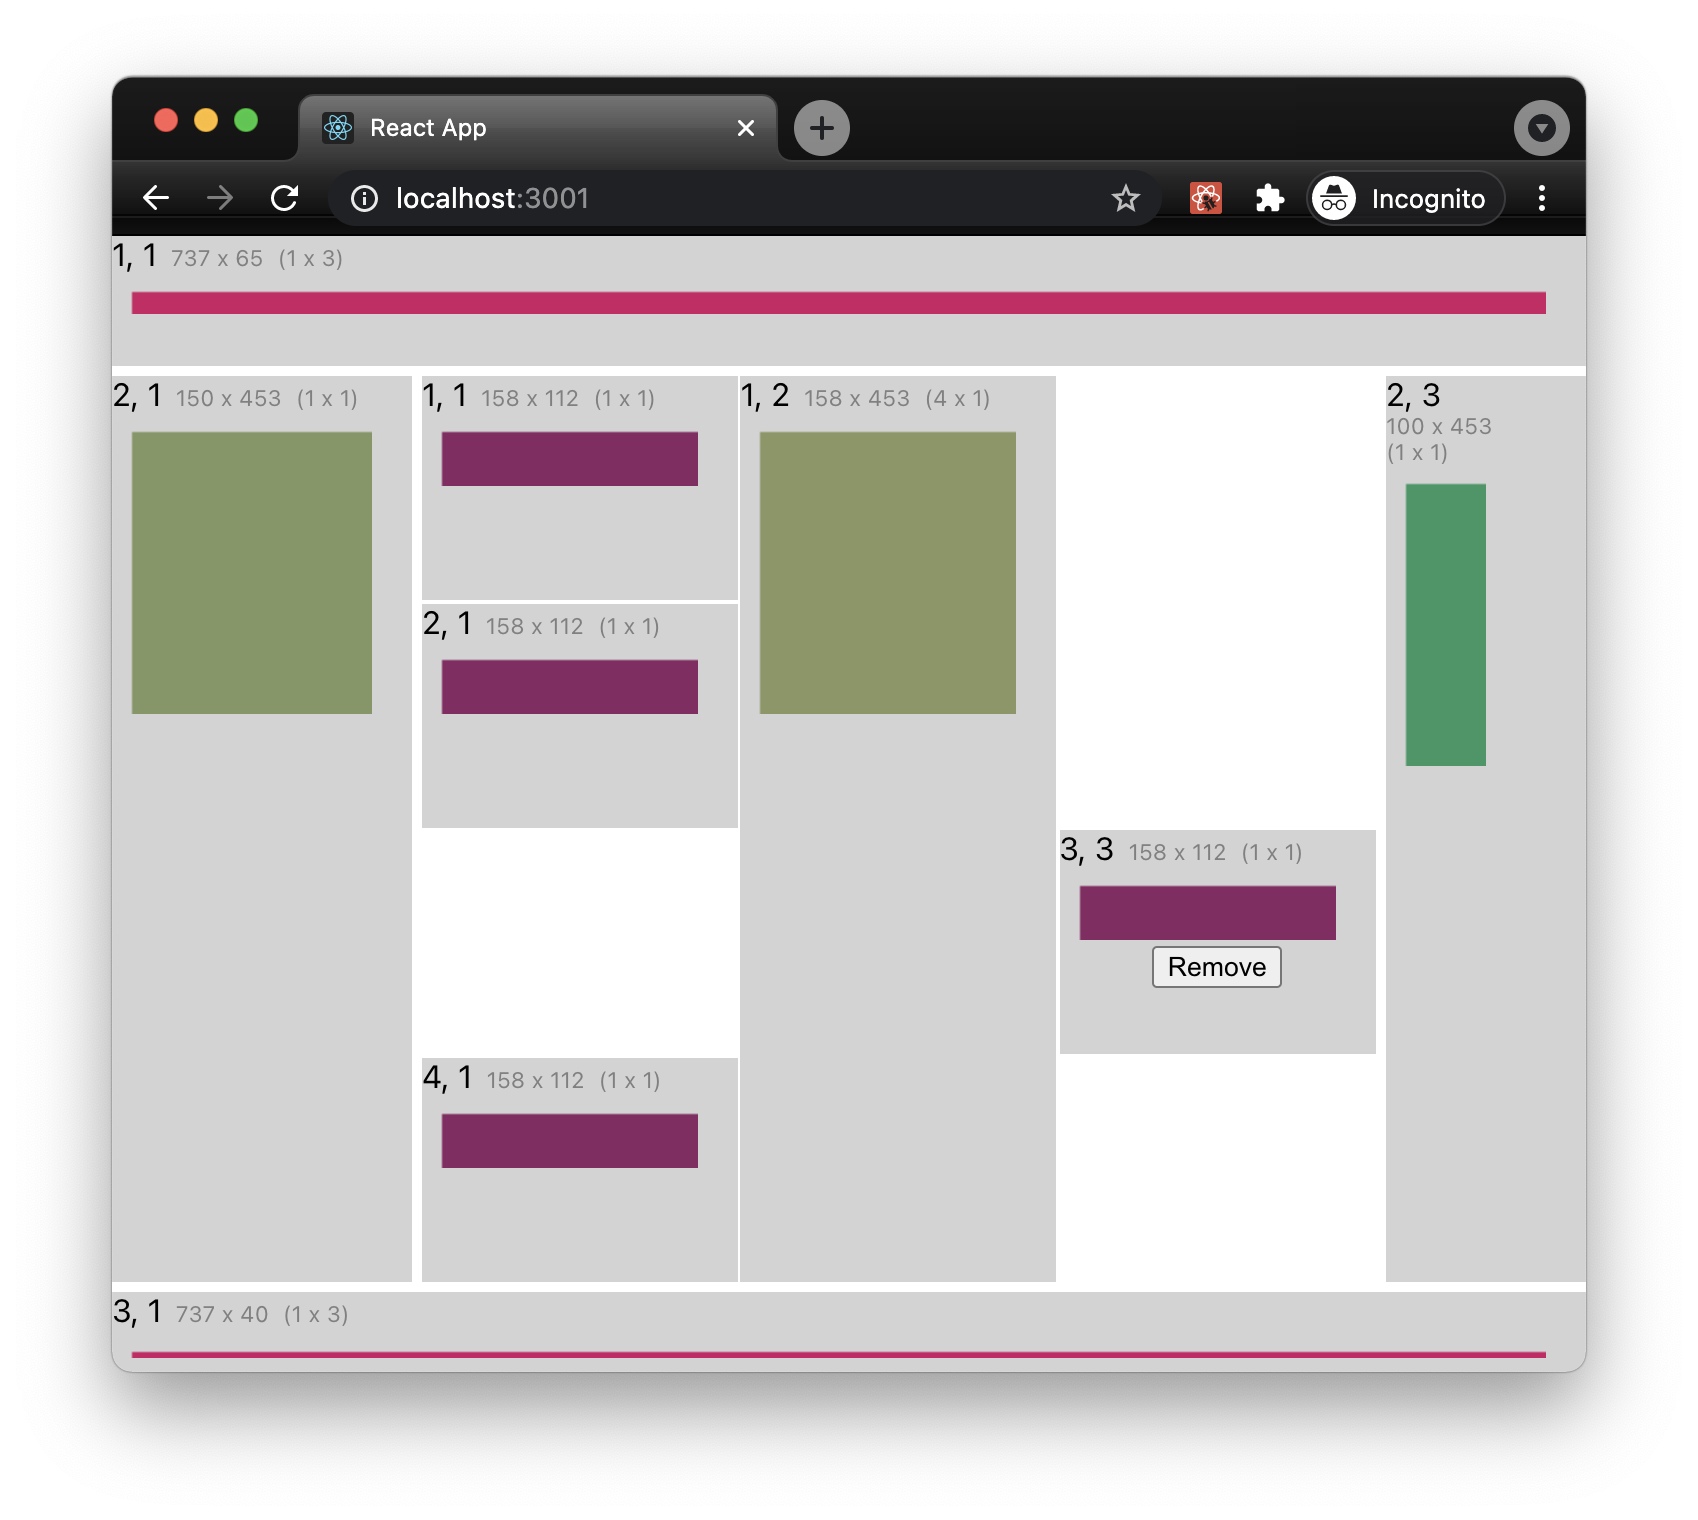 React App
localhost:3001
Incognito
1, 1 737 x 65 (1 x 3)
2, 1 150 x 453 (1 x 1)
1, 1 158 x 112 (1 x 1)
1, 2 158 x 453 (4 x 1)
2, 3
100 x 453
(1 x 1)
2, 1 158 x 112 (1 x 1)
3, 3 158 x 112 (1 x 1)
Remove
4, 1 158 x 112 (1 x 1)
3, 1 737 x 40 (1 x 3)